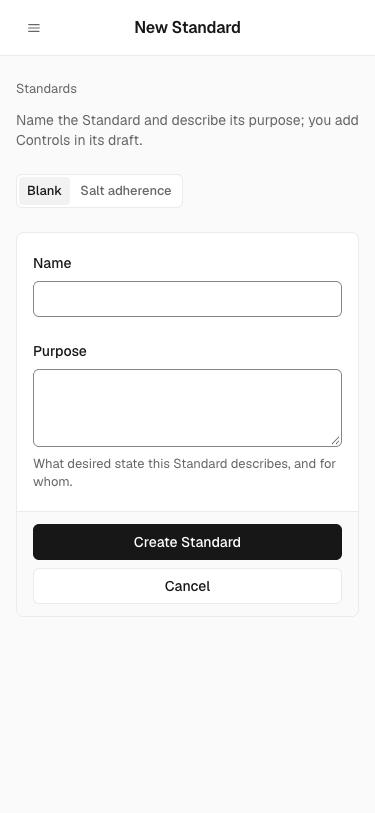 New Standard
Standards
Name the Standard and describe its purpose; you add
Controls in its draft.
Blank Salt adherence
Name
Purpose
What desired state this Standard describes, and for
whom.
Create Standard
Cancel